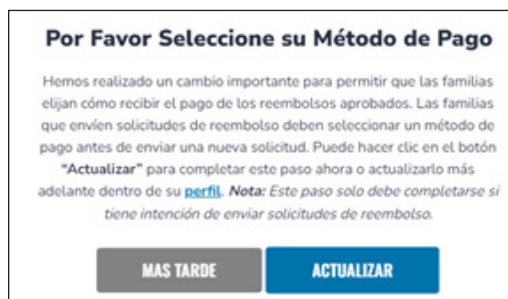 Por Favor Seleccione su Método de Pago
Hemos realizado un cambio importante para permitir que las familias
elijan cómo recibir el pago de los reembolsos aprobados. Las familias
que envíen solicitudes de reembolso deben seleccionar un método de
pago antes de enviar una nueva solicitud. Puede hacer clic en el botón
“Actualizar” para completar este paso ahora o actualizarlo más
adelante dentro de su perfil. Nota: Este paso solo debe completarse si
tiene intención de enviar solicitudes de reembolso.
MAS TARDE ACTUALIZAR